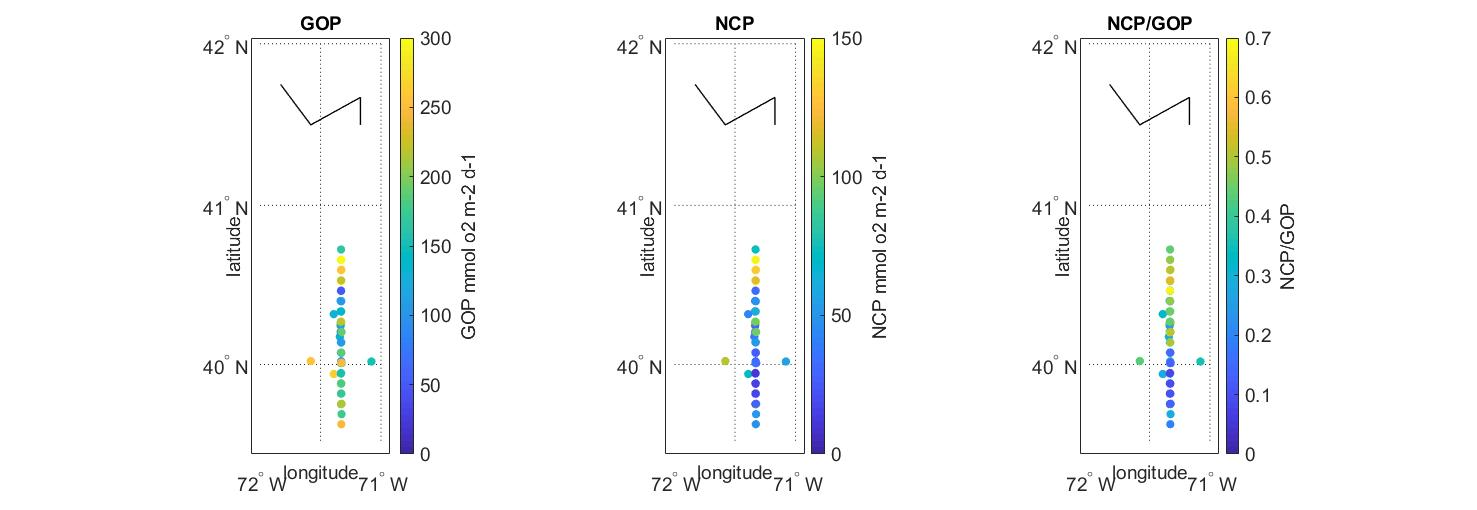 GOP
42° N
41° N
40° N
latitude
72° W
longitude
71° W
300
250
200
150
100
50
0
GOP mmol o2 m-2 d-1
NCP
42° N
41° N
40° N
latitude
72° W
longitude
71° W
150
100
50
0
NCP mmol o2 m-2 d-1
NCP/GOP
42° N
41° N
40° N
latitude
72° W
longitude
71° W
0.7
0.6
0.5
0.4
0.3
0.2
0.1
0
NCP/GOP